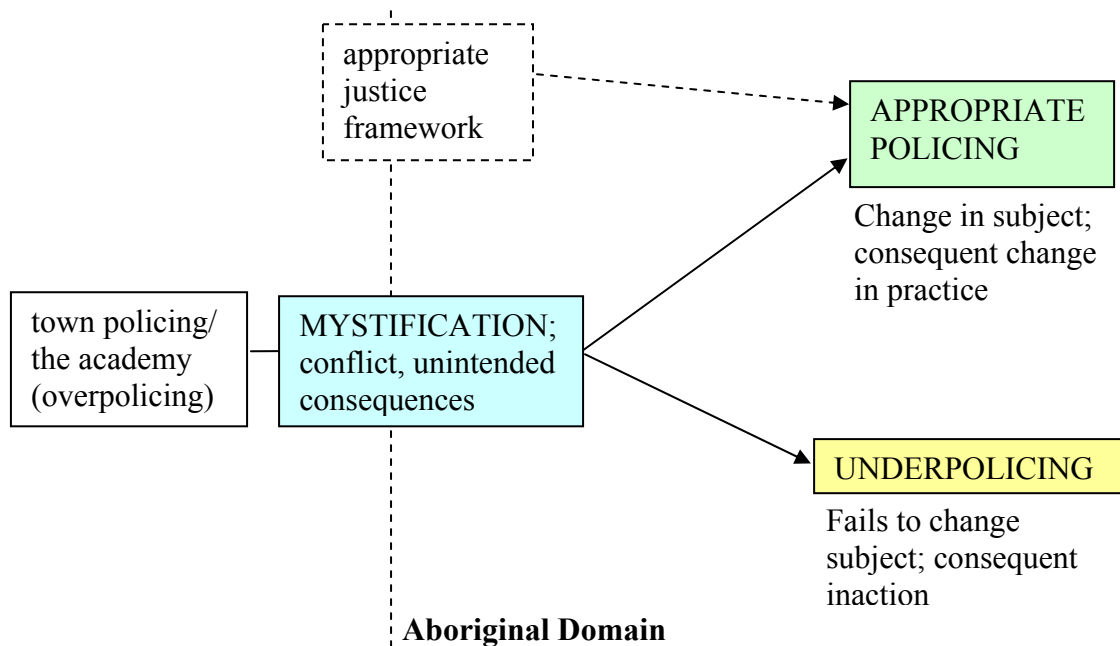 appropriate
justice
framework
APPROPRIATE
POLICING
Change in subject;
consequent change
in practice
town policing/
the academy
(overpolicing)
MYSTIFICATION;
conflict, unintended
consequences
UNDERPOLICING
Fails to change
subject; consequent
inaction
Aboriginal Domain